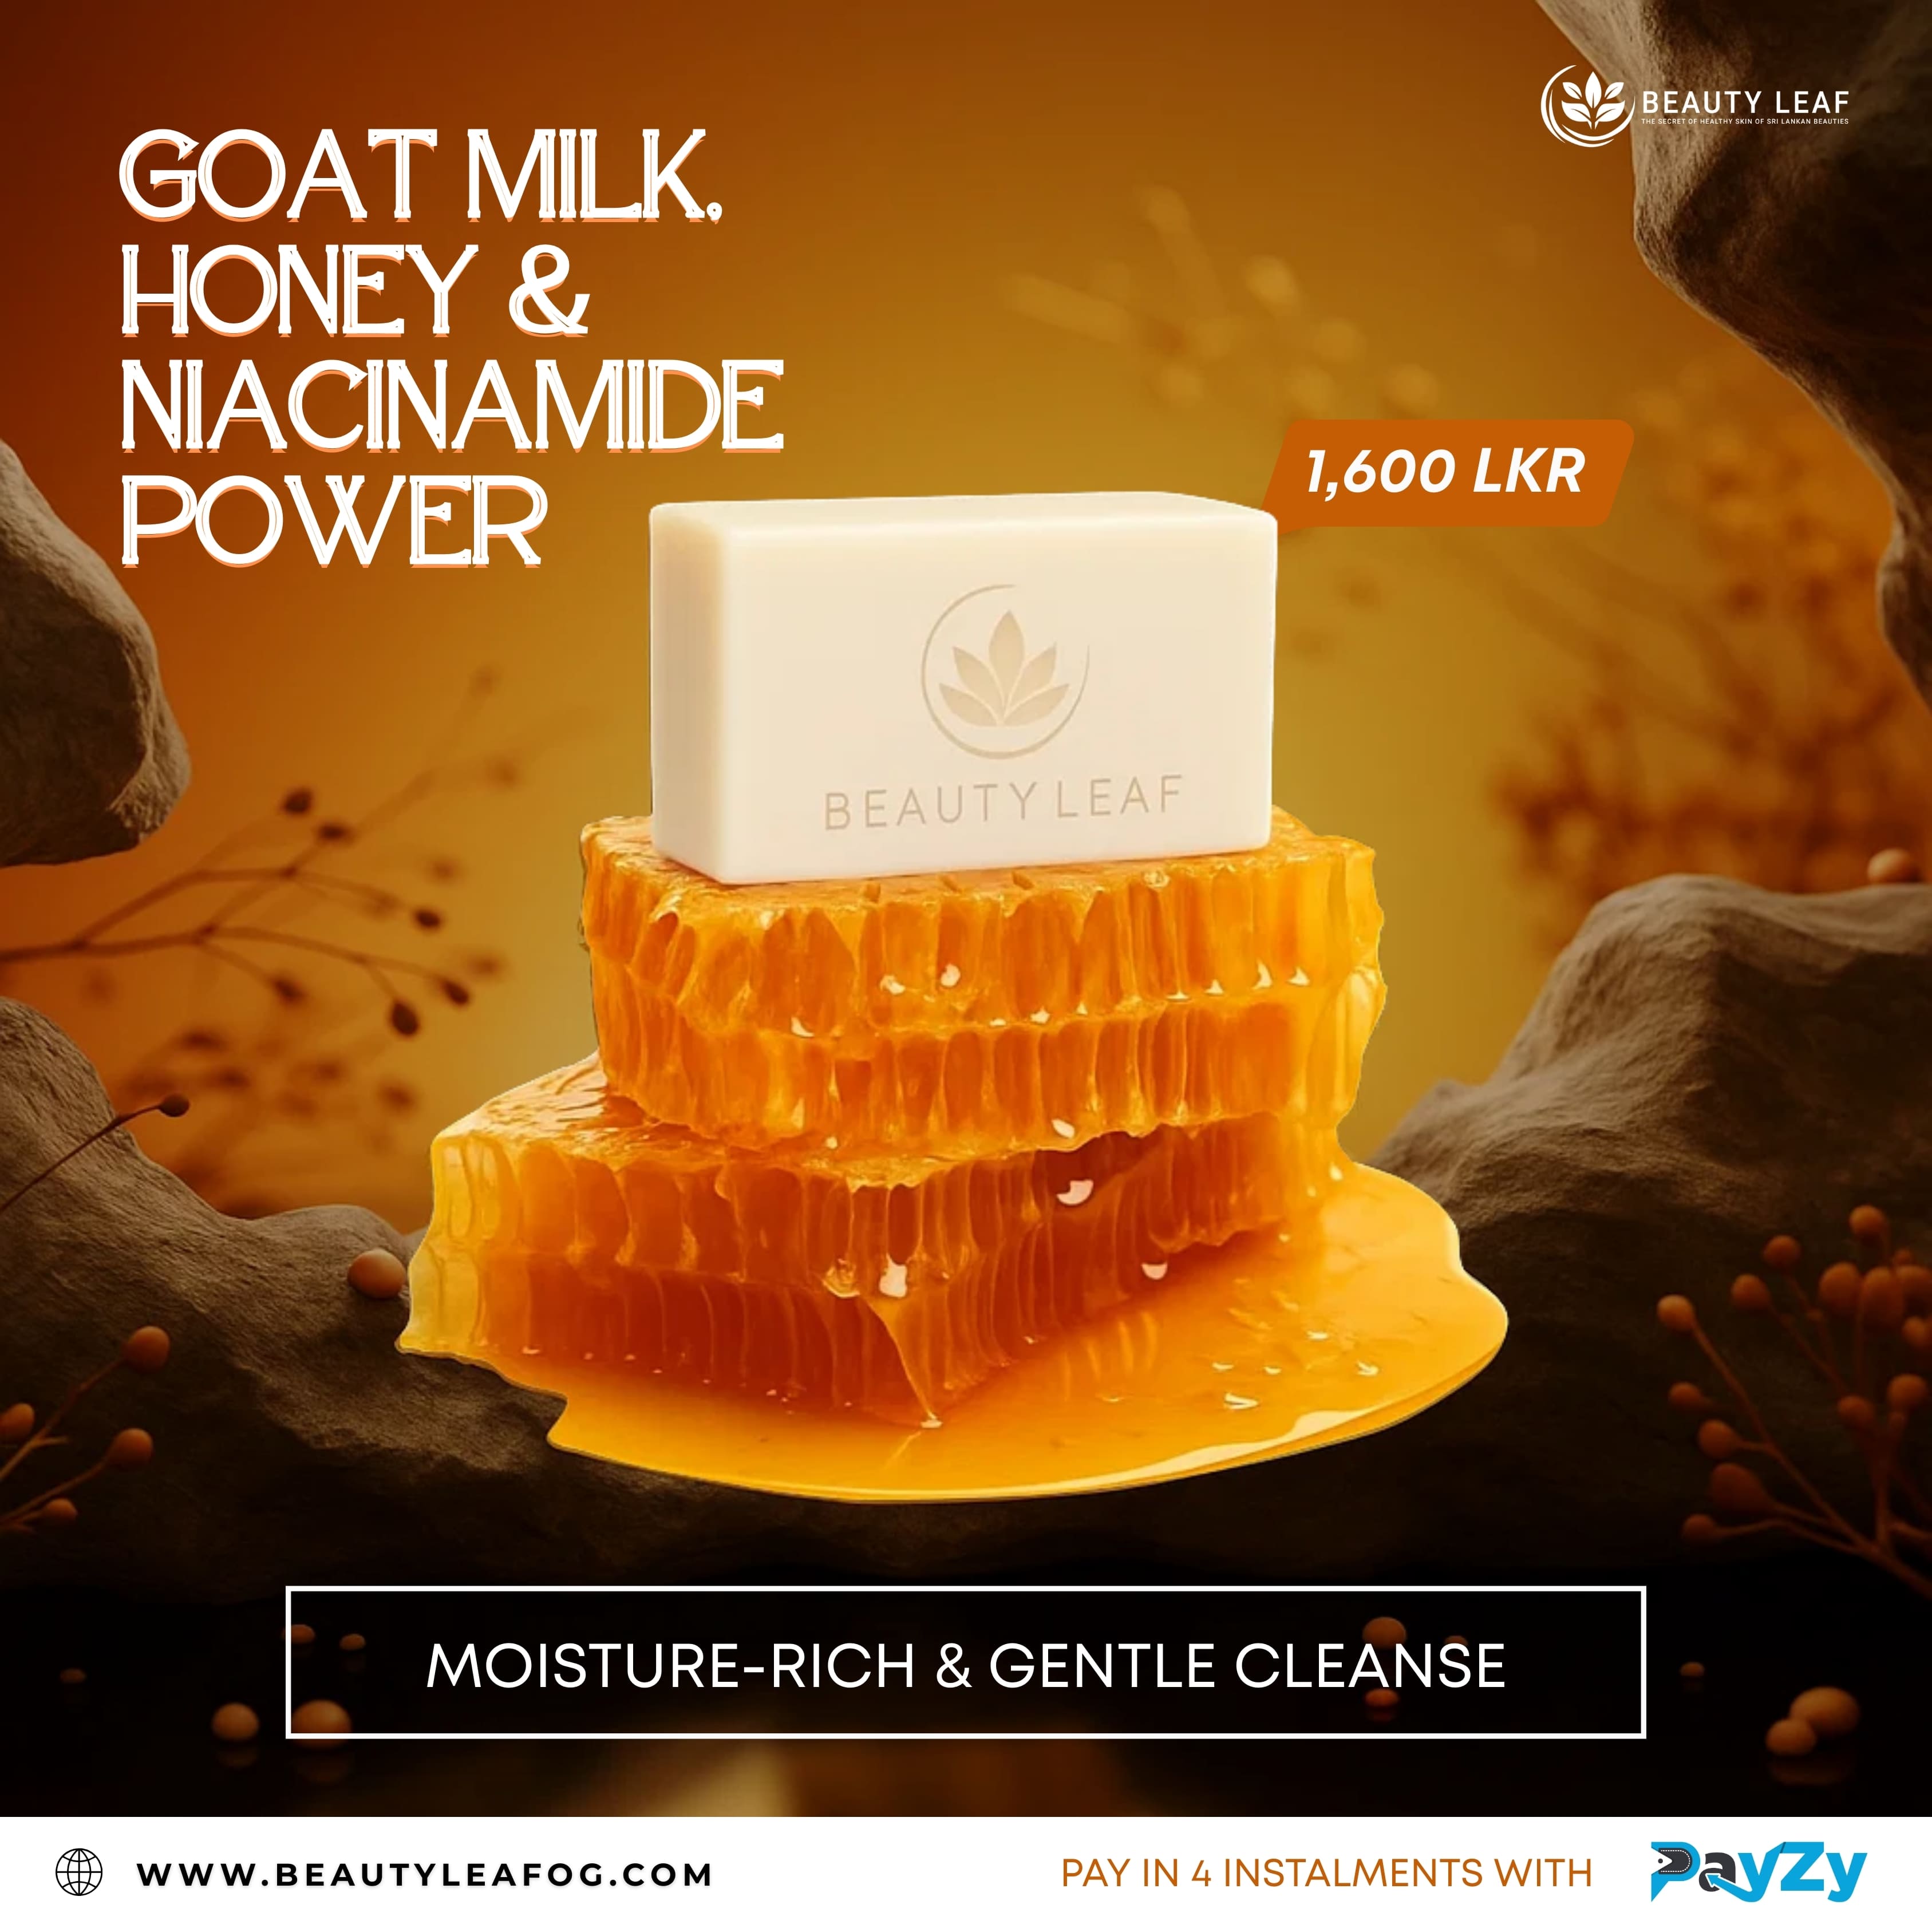 BEAUTY LEAF
THE SECRET OF HEALTHY SKIN OF SRI LANKAN BEAUTIES
GOAT MILK,
HONEY &
NIACINAMIDE
POWER
1,600 LKR
BEAUTY LEAF
MOISTURE-RICH & GENTLE CLEANSE
WWW.BEAUTYLEAFOG.COM
PAY IN 4 INSTALMENTS WITH
PayZy